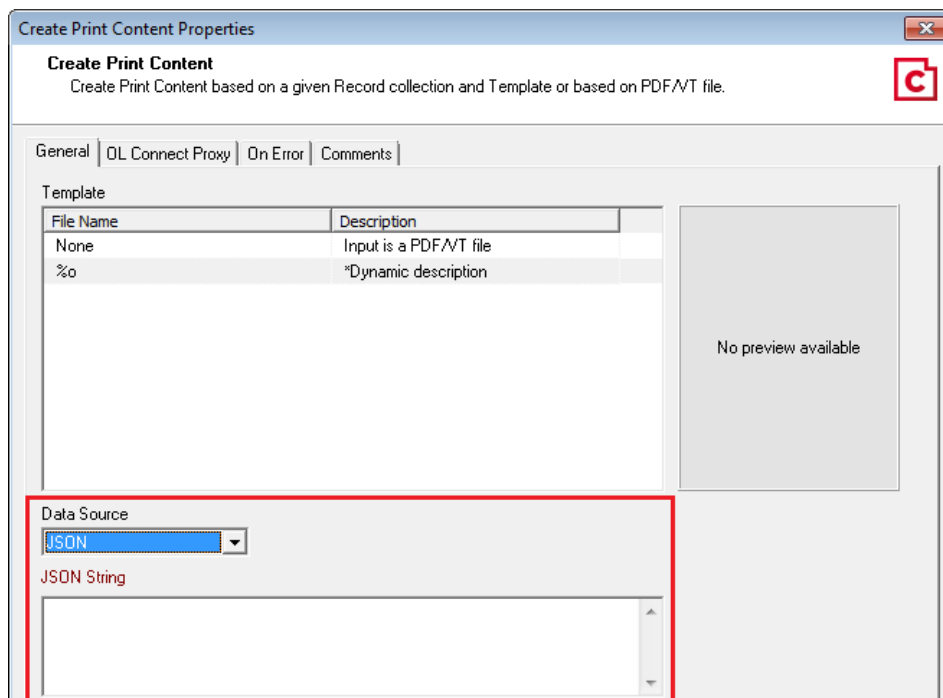 Create Print Content Properties
Create Print Content
Create Print Content based on a given Record collection and Template or based on PDF/VT file.
C
General OL Connect Proxy On Error Comments
Template
File Name Description
None Input is a PDF/VT file
%o *Dynamic description
No preview available
Data Source
JSON
JSON String